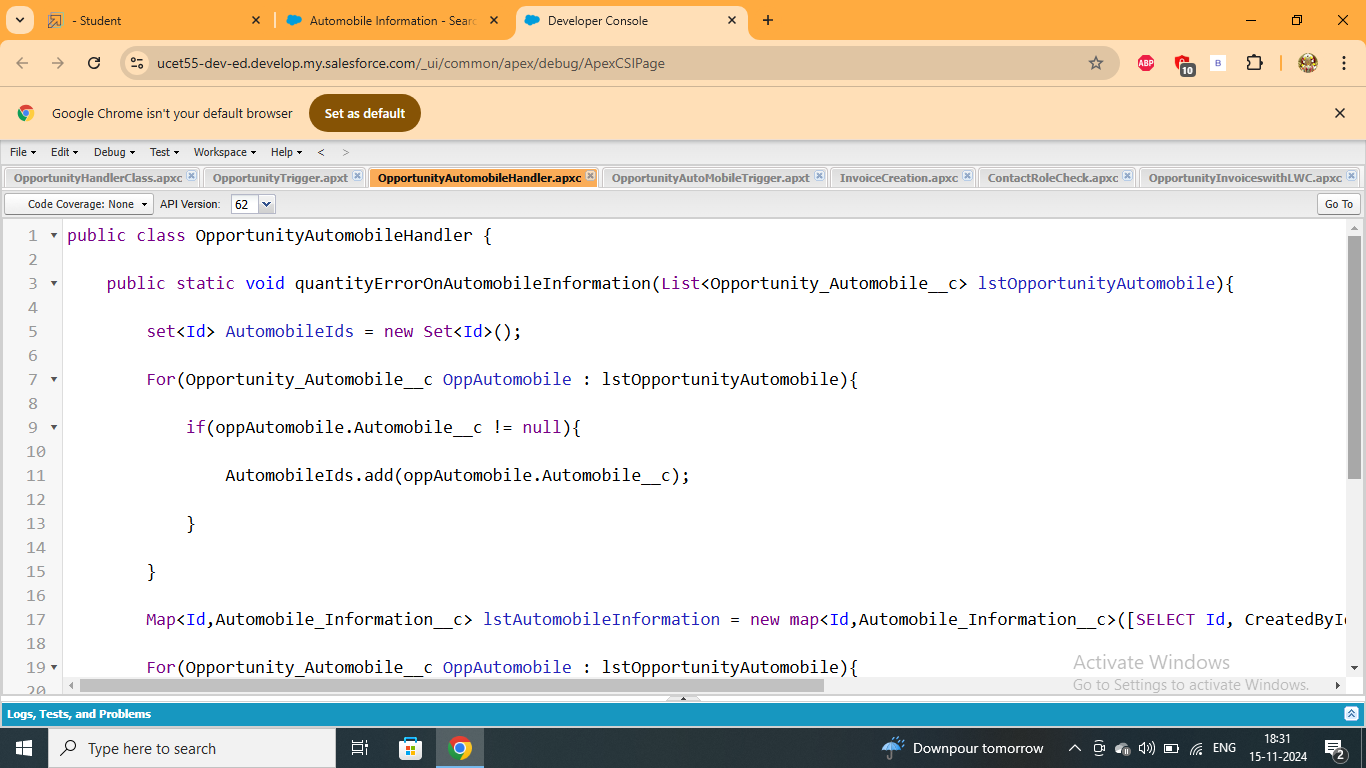 - Student
Automobile Information - Sear
Developer Console
ucet55-dev-ed.develop.my.salesforce.com/_ui/common/apex/debug/ApexCSIPage
ABP
10
B
Google Chrome isn't your default browser
Set as default
File Edit Debug Test Workspace Help < >
OpportunityHandlerClass.apxc OpportunityTrigger.apxt OpportunityAutomobileHandler.apxc OpportunityAutoMobileTrigger.apxt InvoiceCreation.apxc ContactRoleCheck.apxc OpportunityInvoiceswithLWC.apxc
Code Coverage: None API Version: 62 Go To
1 public class OpportunityAutomobileHandler {
2
3 public static void quantityErrorOnAutomobileInformation(List<Opportunity_Automobile__c> lstOpportunityAutomobile){
4
5 set<Id> AutomobileIds = new Set<Id>();
6
7 For(Opportunity_Automobile__c OppAutomobile : lstOpportunityAutomobile){
8
9 if(oppAutomobile.Automobile__c != null){
10
11 AutomobileIds.add(oppAutomobile.Automobile__c);
12
13 }
14
15 }
16
17 Map<Id,Automobile_Information__c> lstAutomobileInformation = new map<Id,Automobile_Information__c>([SELECT Id, CreatedById
18
19 For(Opportunity_Automobile__c OppAutomobile : lstOpportunityAutomobile){
20
Activate Windows
Go to Settings to activate Windows.
Logs, Tests, and Problems
Type here to search
Downpour tomorrow
ENG
18:31
15-11-2024
2